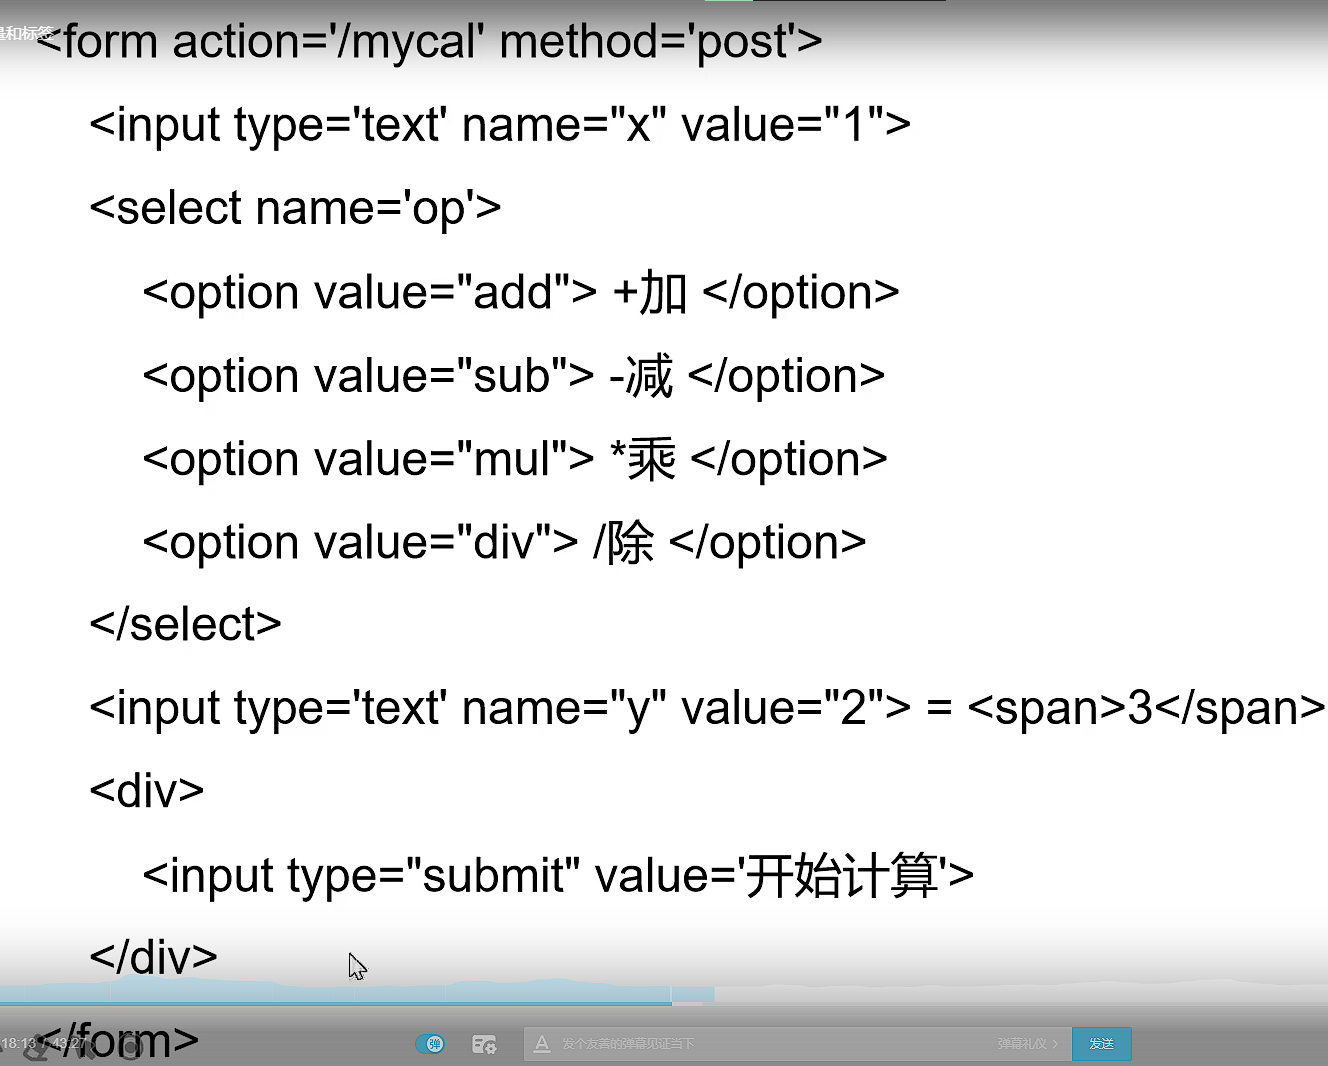 量和标签
<form action='/mycal' method='post'>
<input type='text' name="x" value="1">
<select name='op'>
<option value="add"> +加 </option>
<option value="sub"> -减 </option>
<option value="mul"> *乘 </option>
<option value="div"> /除 </option>
</select>
<input type='text' name="y" value="2"> = <span>3</span>
<div>
<input type="submit" value='开始计算'>
</div>
</form>
18:13 / 43:27
弹
A 发个友善的弹幕见证当下
弹幕礼仪 >
发送